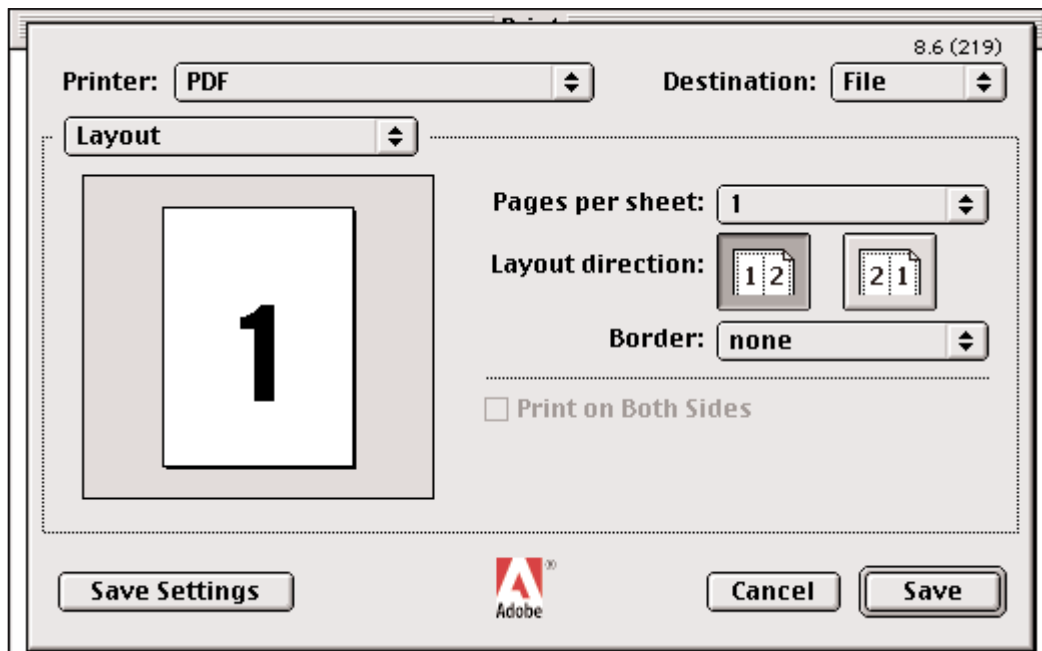 8.6 (219)
Printer: PDF Destination: File
Layout
Pages per sheet: 1
Layout direction: 1 2 2 1
1
Border: none
Print on Both Sides
Save Settings Adobe® Cancel Save